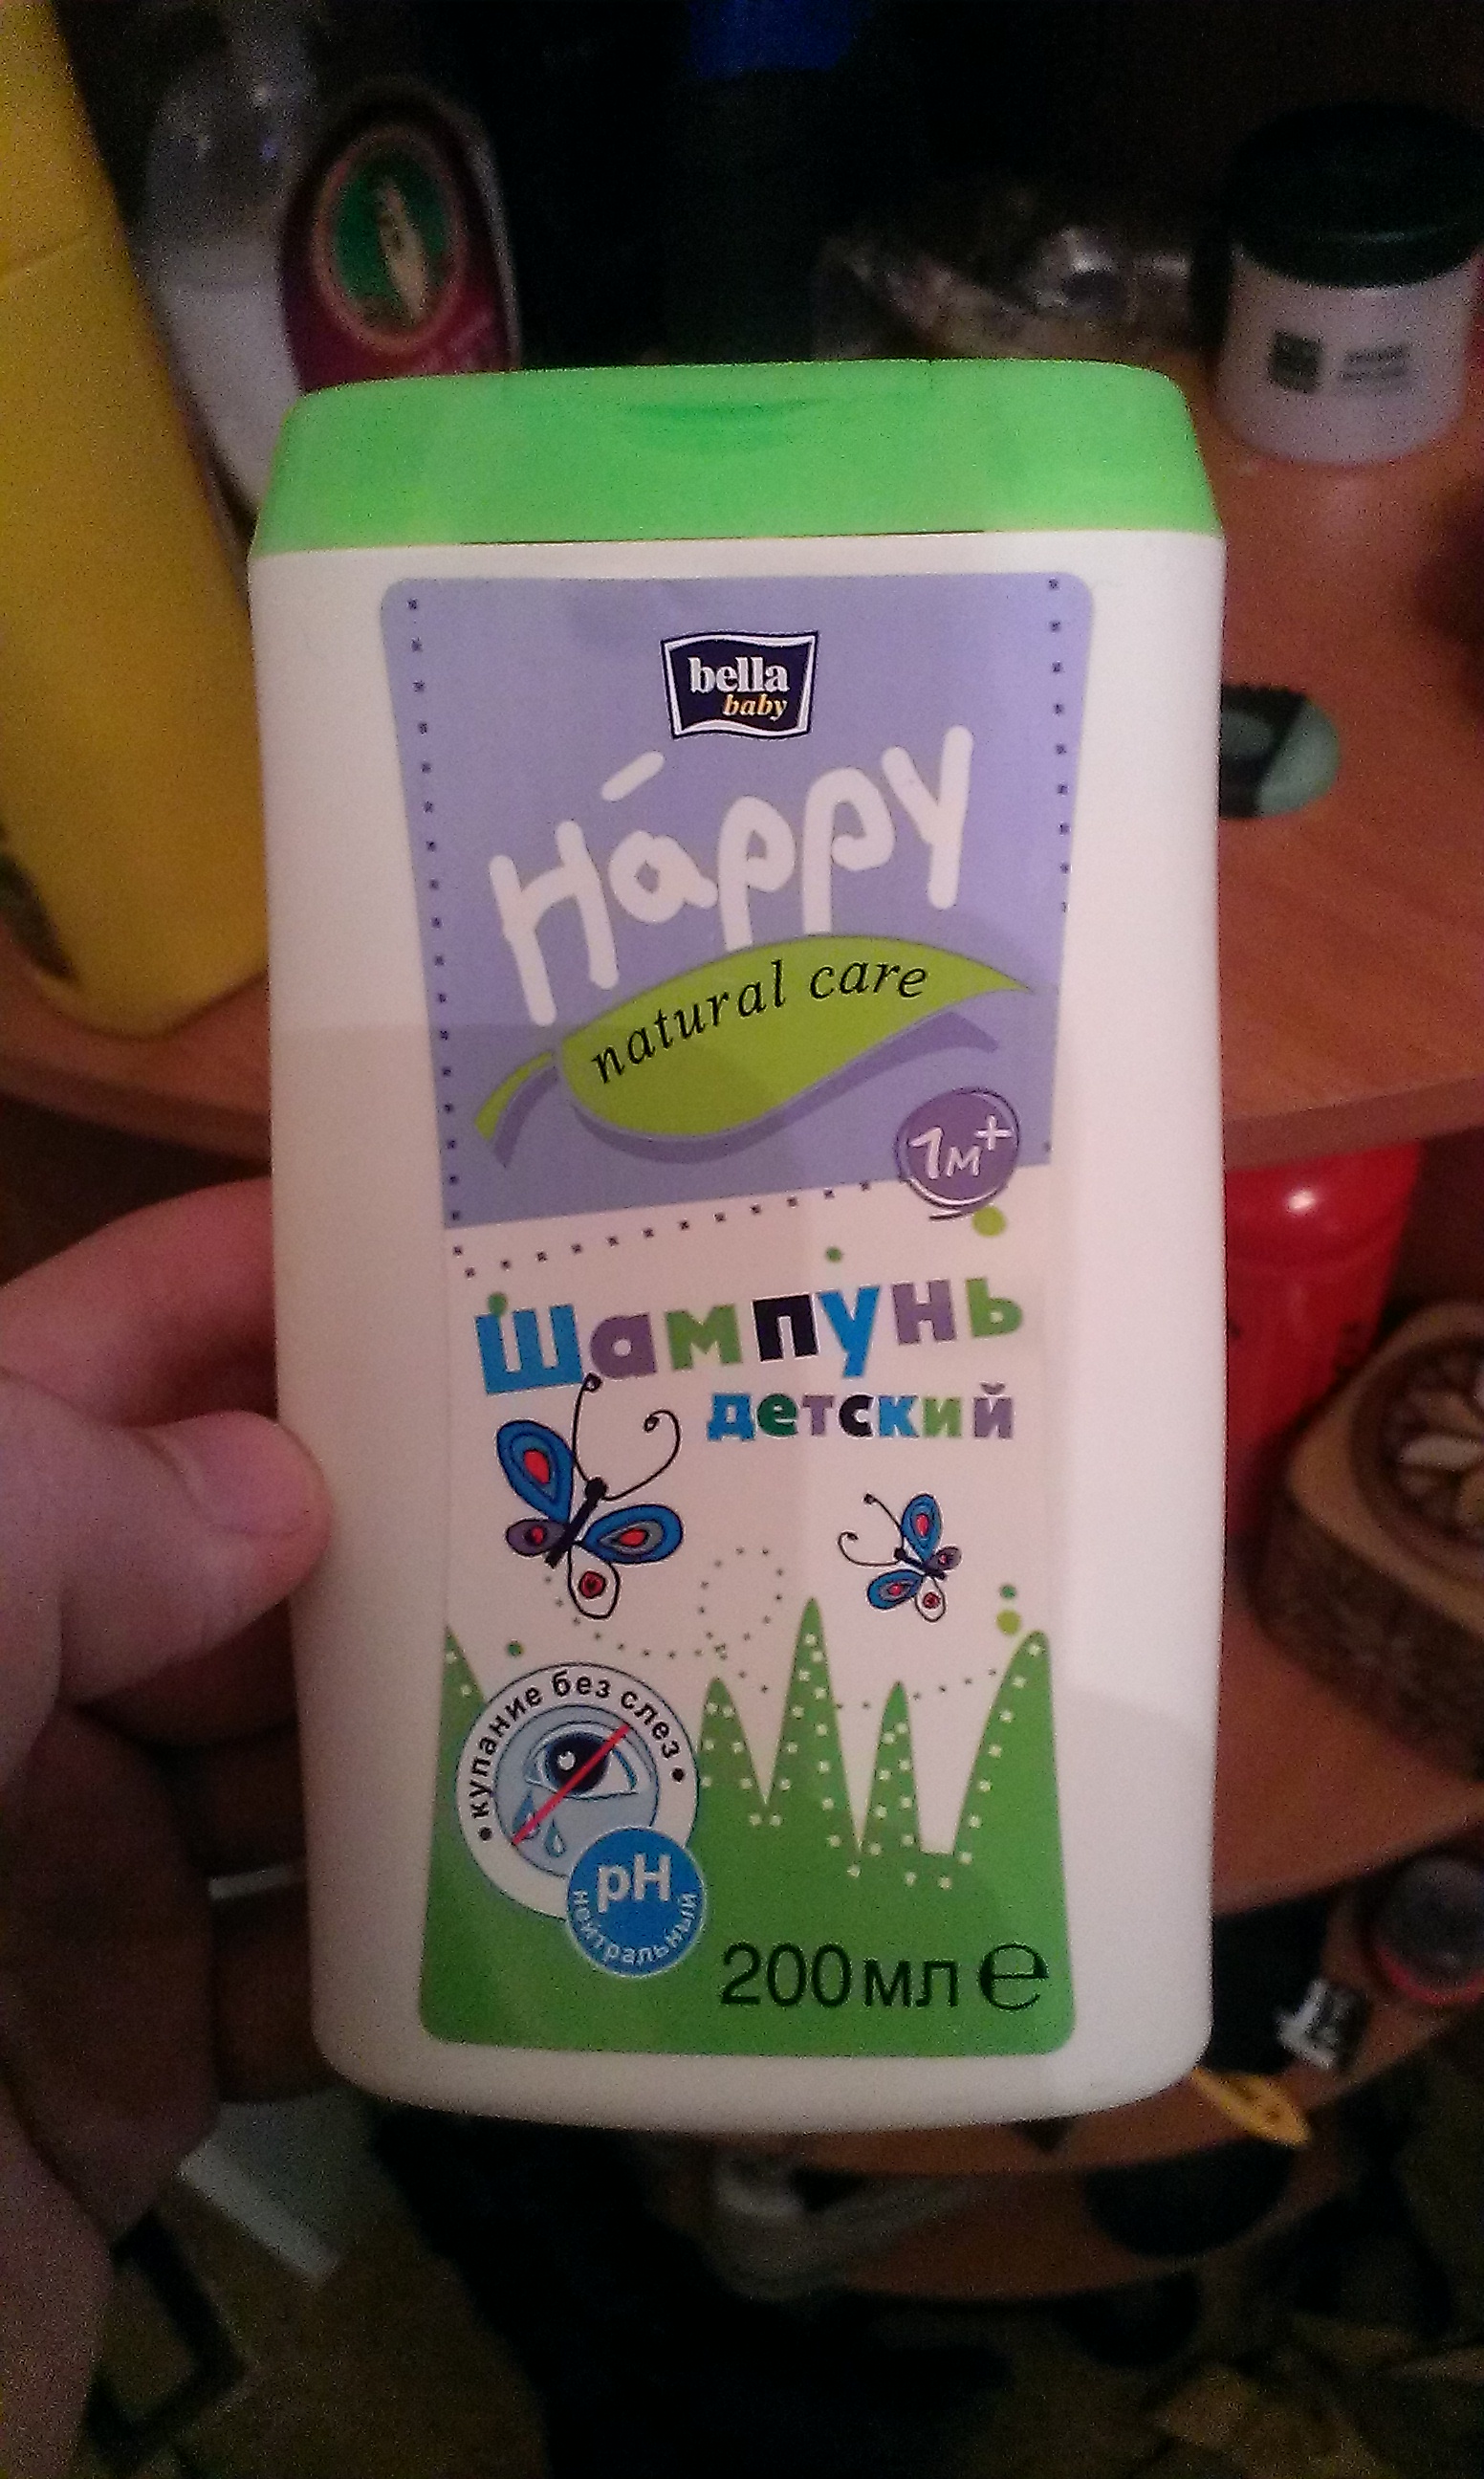 bella
baby
Happy
natural care
1м+
Шампунь
детский
• купание без слез •
pH
нейтральный
200мл ℮